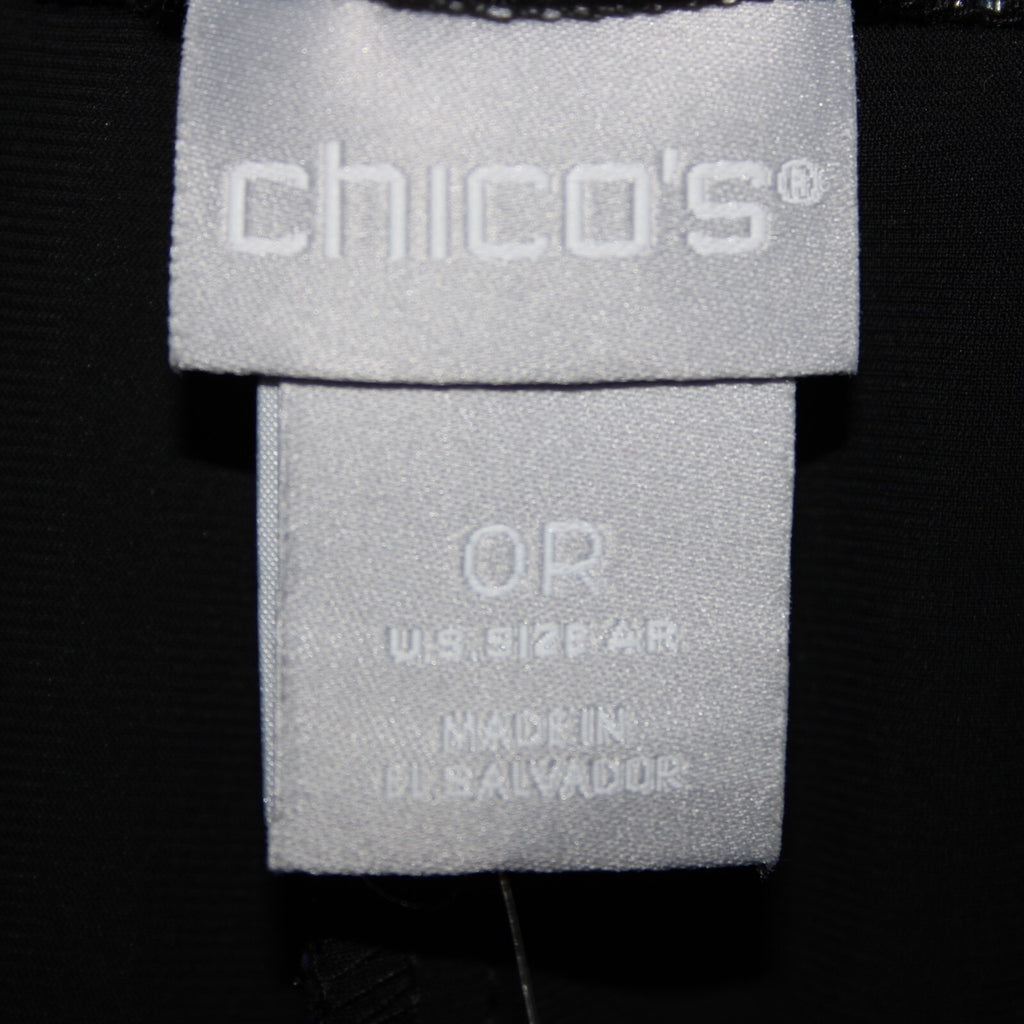 chico's®
0R
U.S. SIZE 4R
MADE IN
EL SALVADOR